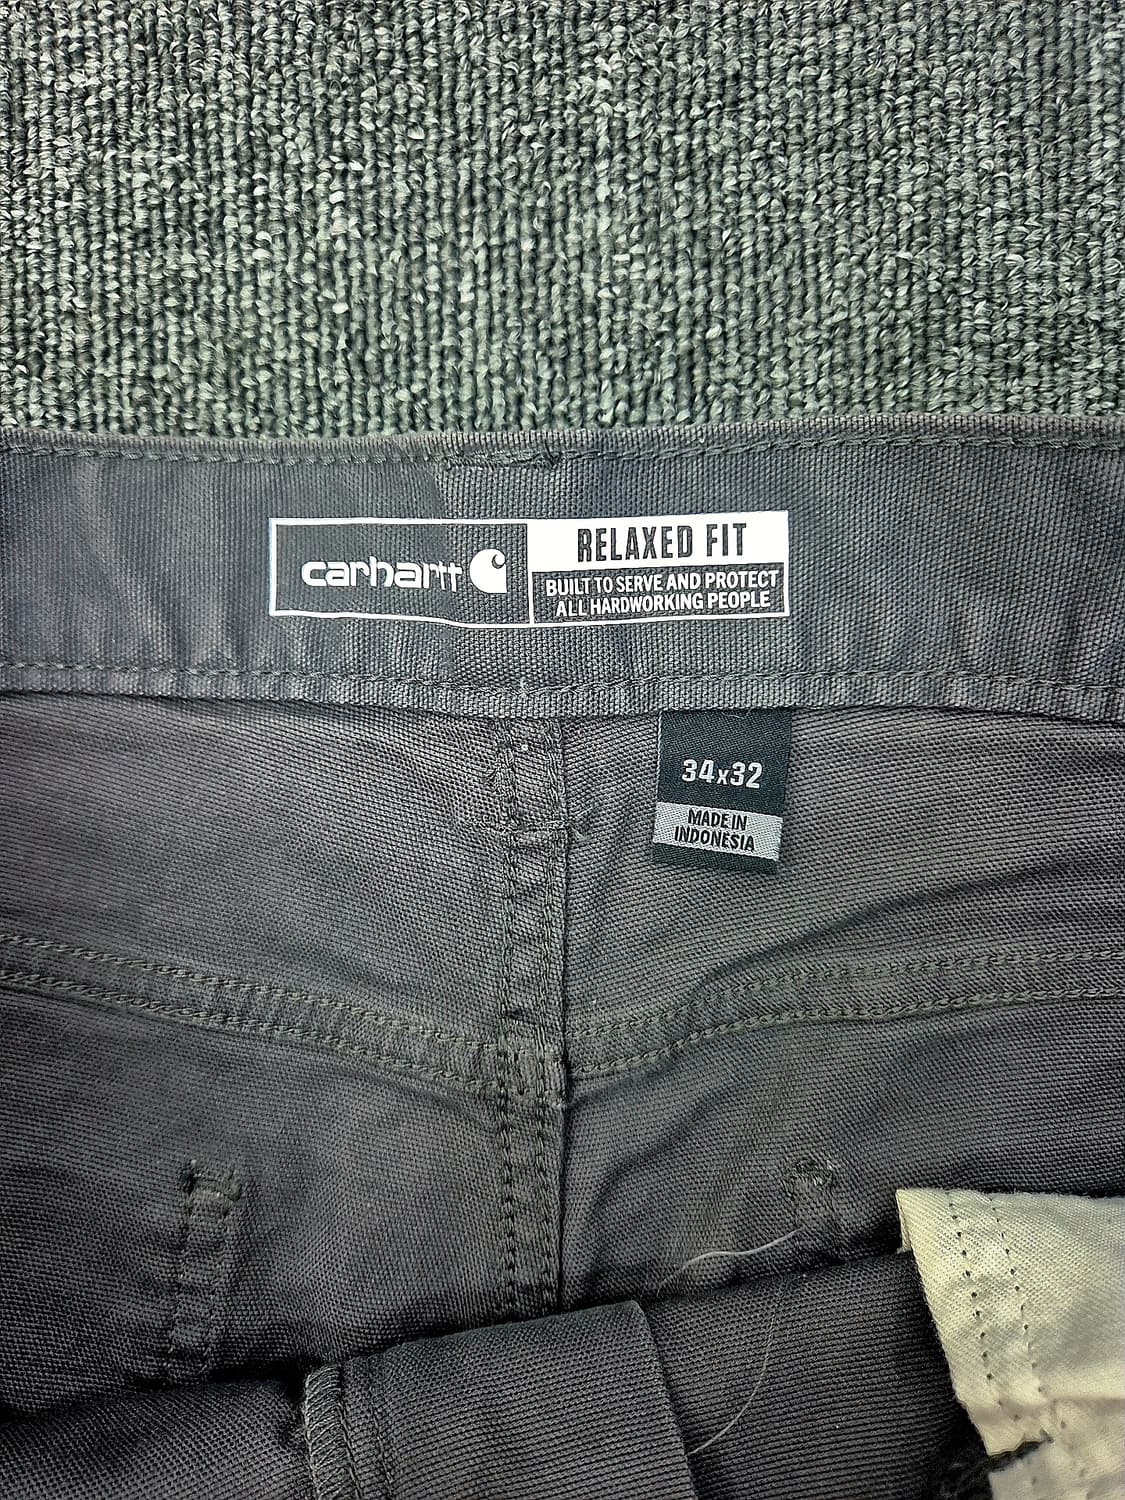 carhartt
RELAXED FIT
BUILT TO SERVE AND PROTECT
ALL HARDWORKING PEOPLE
34x32
MADE IN
INDONESIA